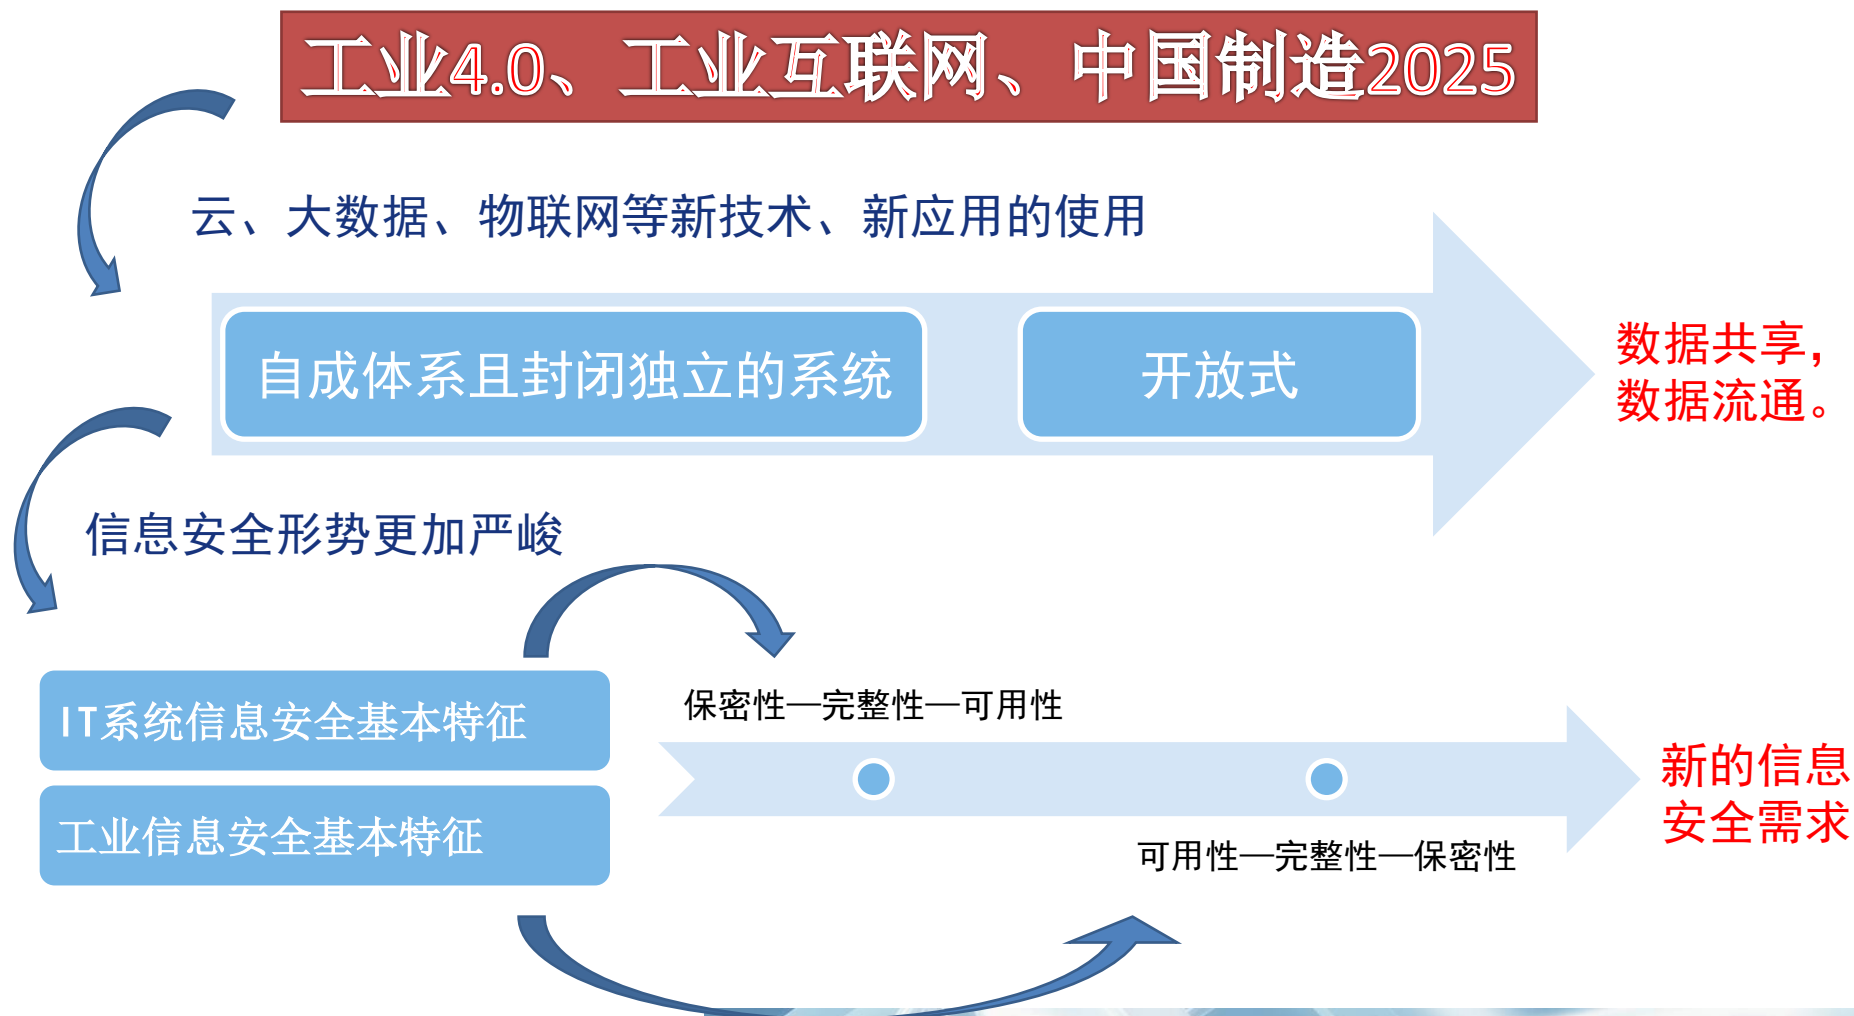 工业4.0、工业互联网、中国制造2025
云、大数据、物联网等新技术、新应用的使用
自成体系且封闭独立的系统
开放式
数据共享，
数据流通。
信息安全形势更加严峻
IT系统信息安全基本特征
保密性—完整性—可用性
新的信息
安全需求
工业信息安全基本特征
可用性—完整性—保密性